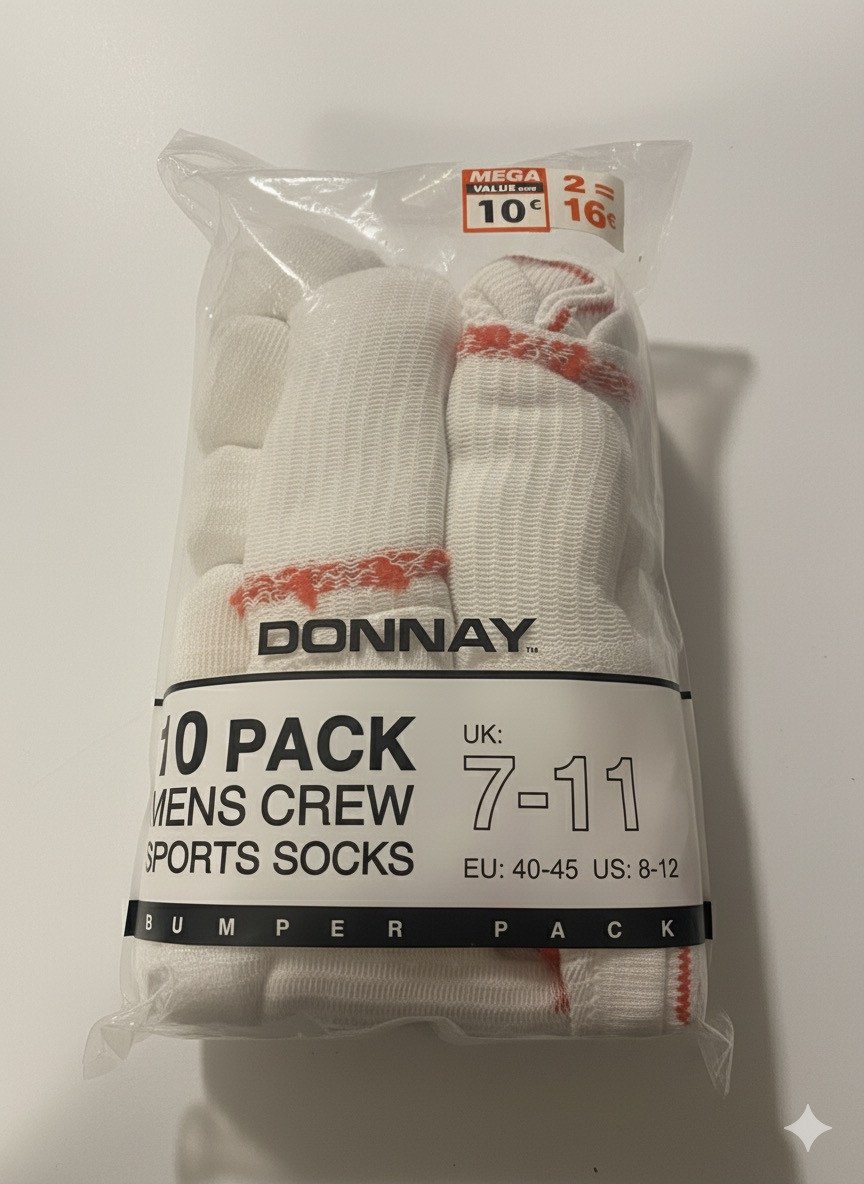 MEGA
VALUE
10€
2 =
16€
DONNAY
10 PACK
MENS CREW
SPORTS SOCKS
UK:
7-11
EU: 40-45 US: 8-12
BUMPER PACK